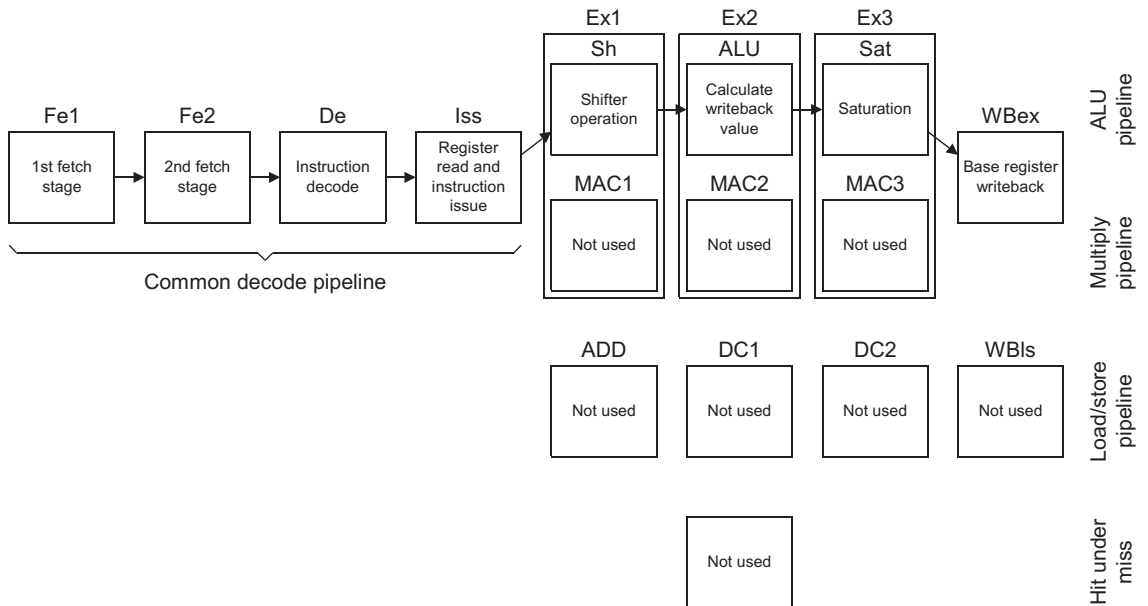 Ex1
Ex2
Ex3
Sh
ALU
Sat
Fe1
Fe2
De
Iss
WBex
1st fetch
stage
2nd fetch
stage
Instruction
decode
Register
read and
instruction
issue
Shifter
operation
Calculate
writeback
value
Saturation
Base register
writeback
ALU
pipeline
Common decode pipeline
MAC1
MAC2
MAC3
Not used
Not used
Not used
Multiply
pipeline
ADD
DC1
DC2
WBls
Not used
Not used
Not used
Not used
Load/store
pipeline
Not used
Hit under
miss